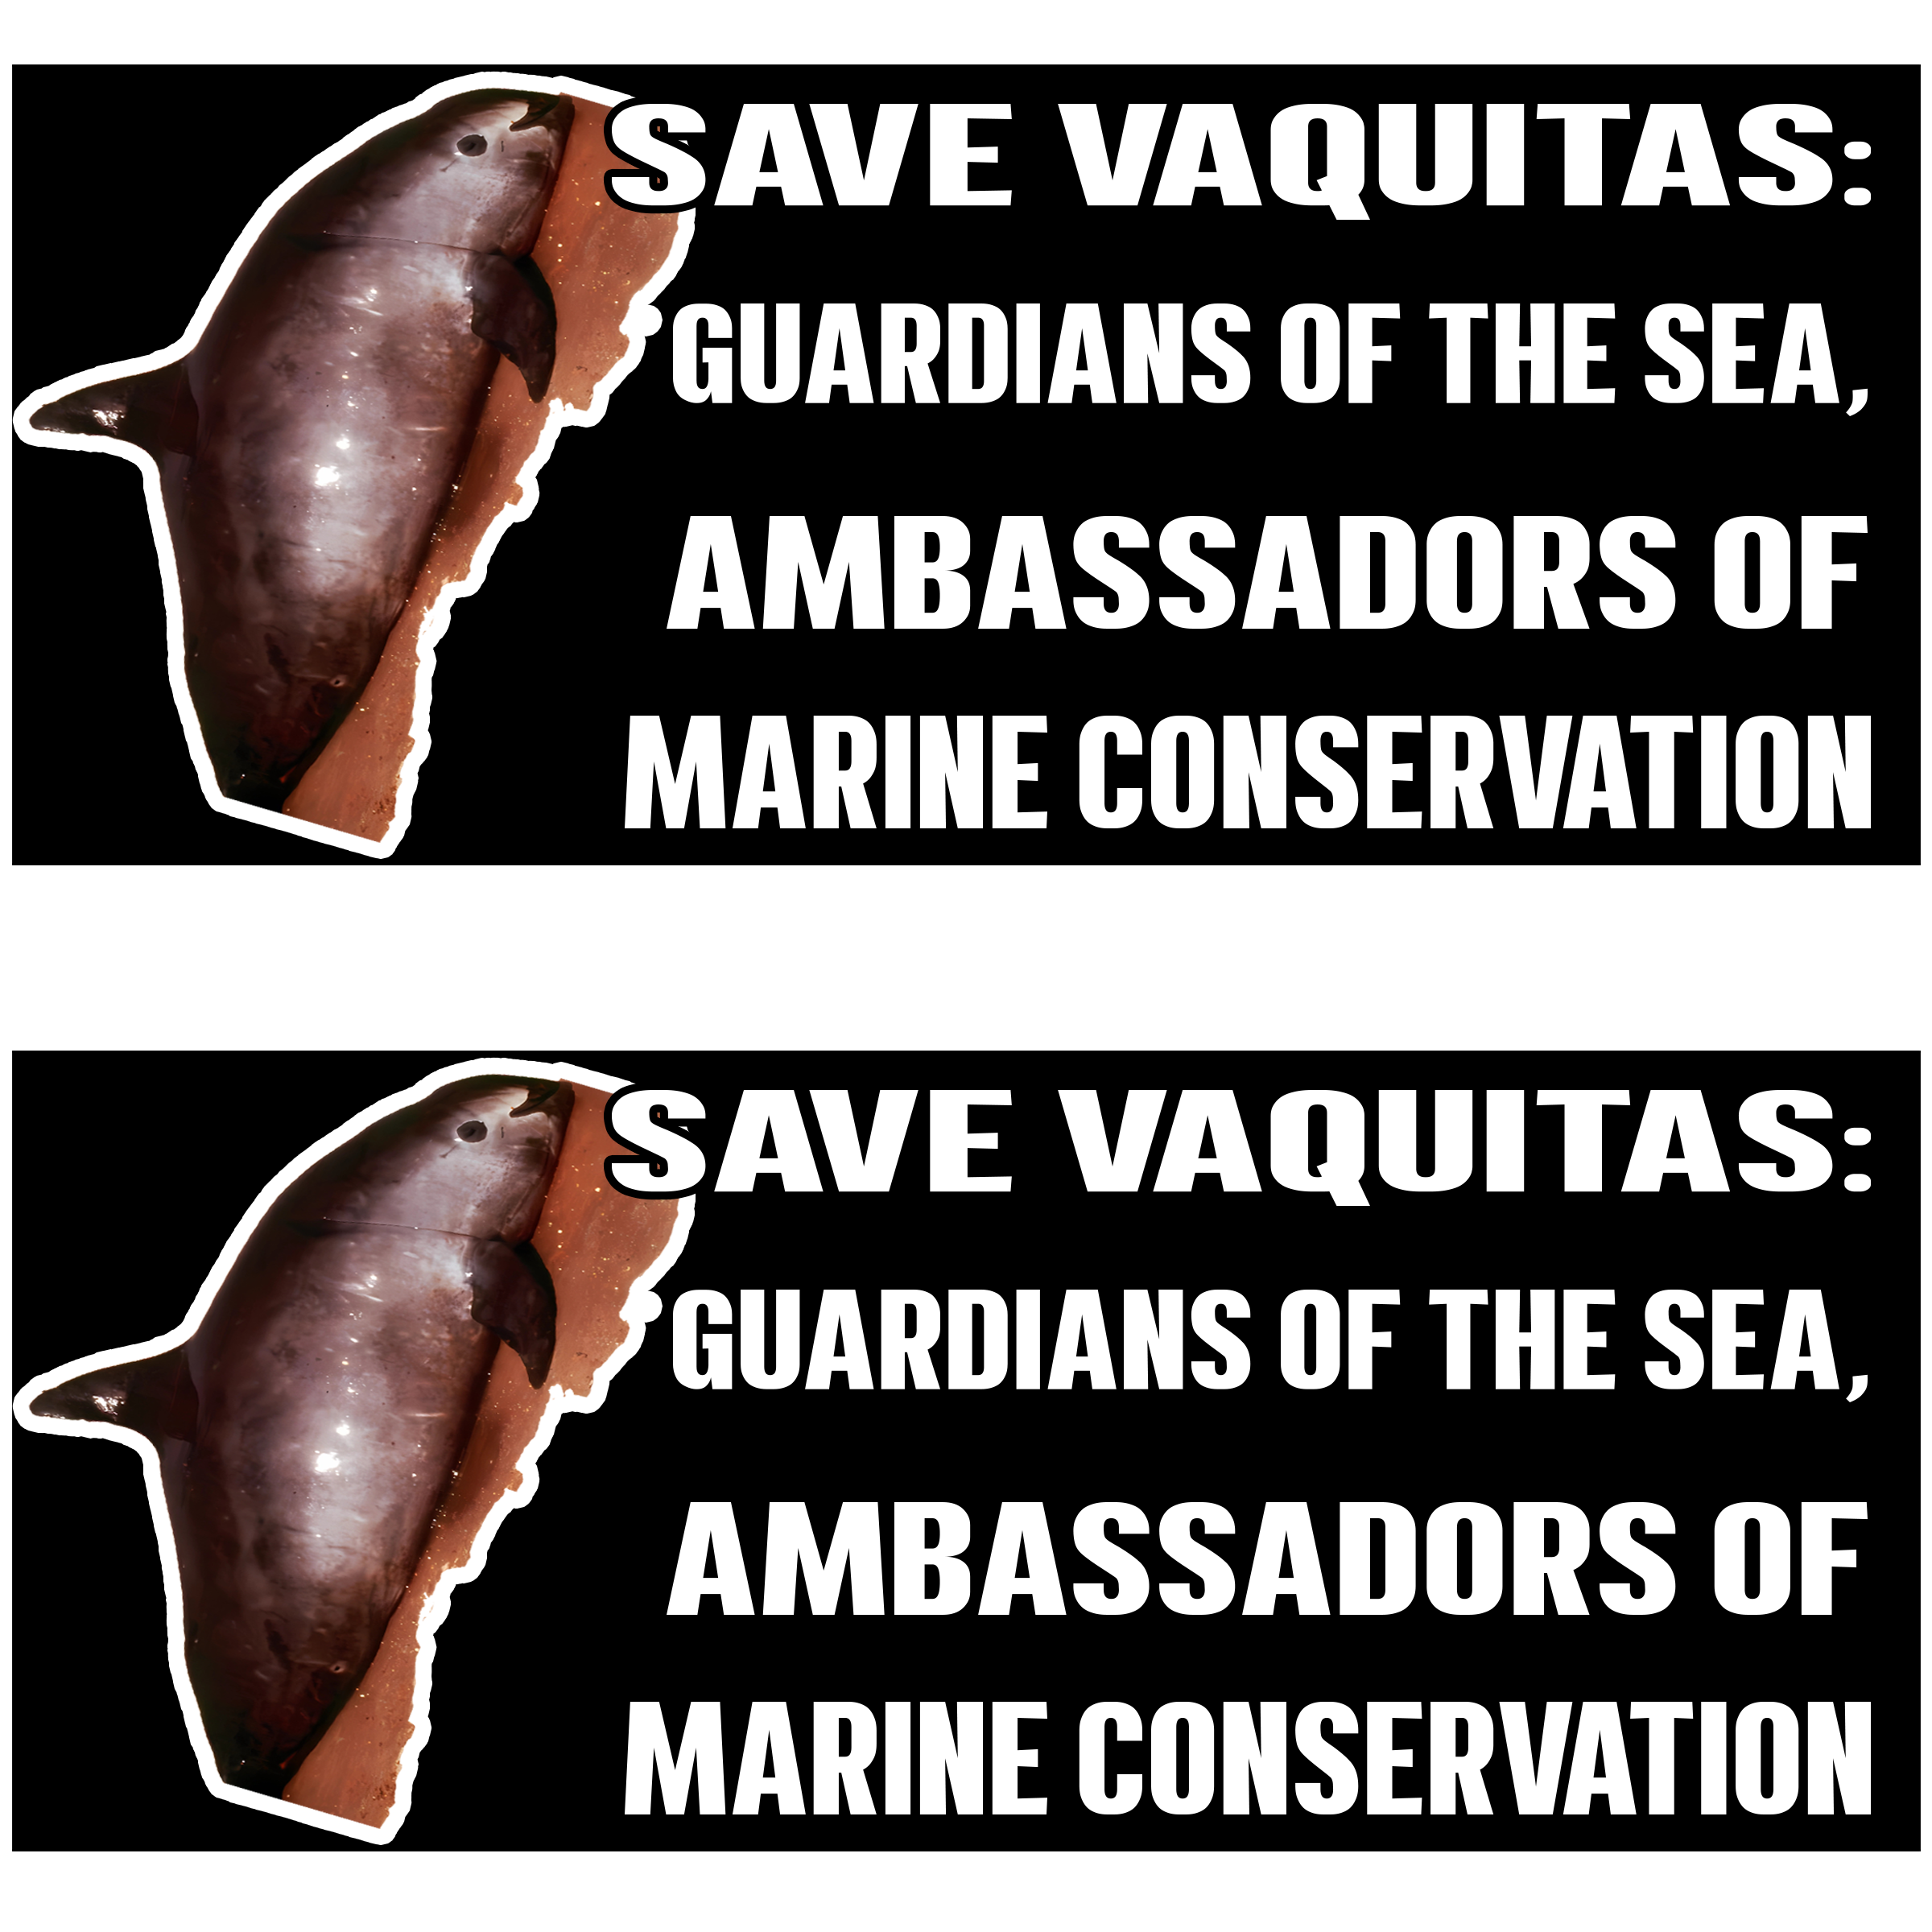 SAVE VAQUITAS:
GUARDIANS OF THE SEA,
AMBASSADORS OF
MARINE CONSERVATION
SAVE VAQUITAS:
GUARDIANS OF THE SEA,
AMBASSADORS OF
MARINE CONSERVATION